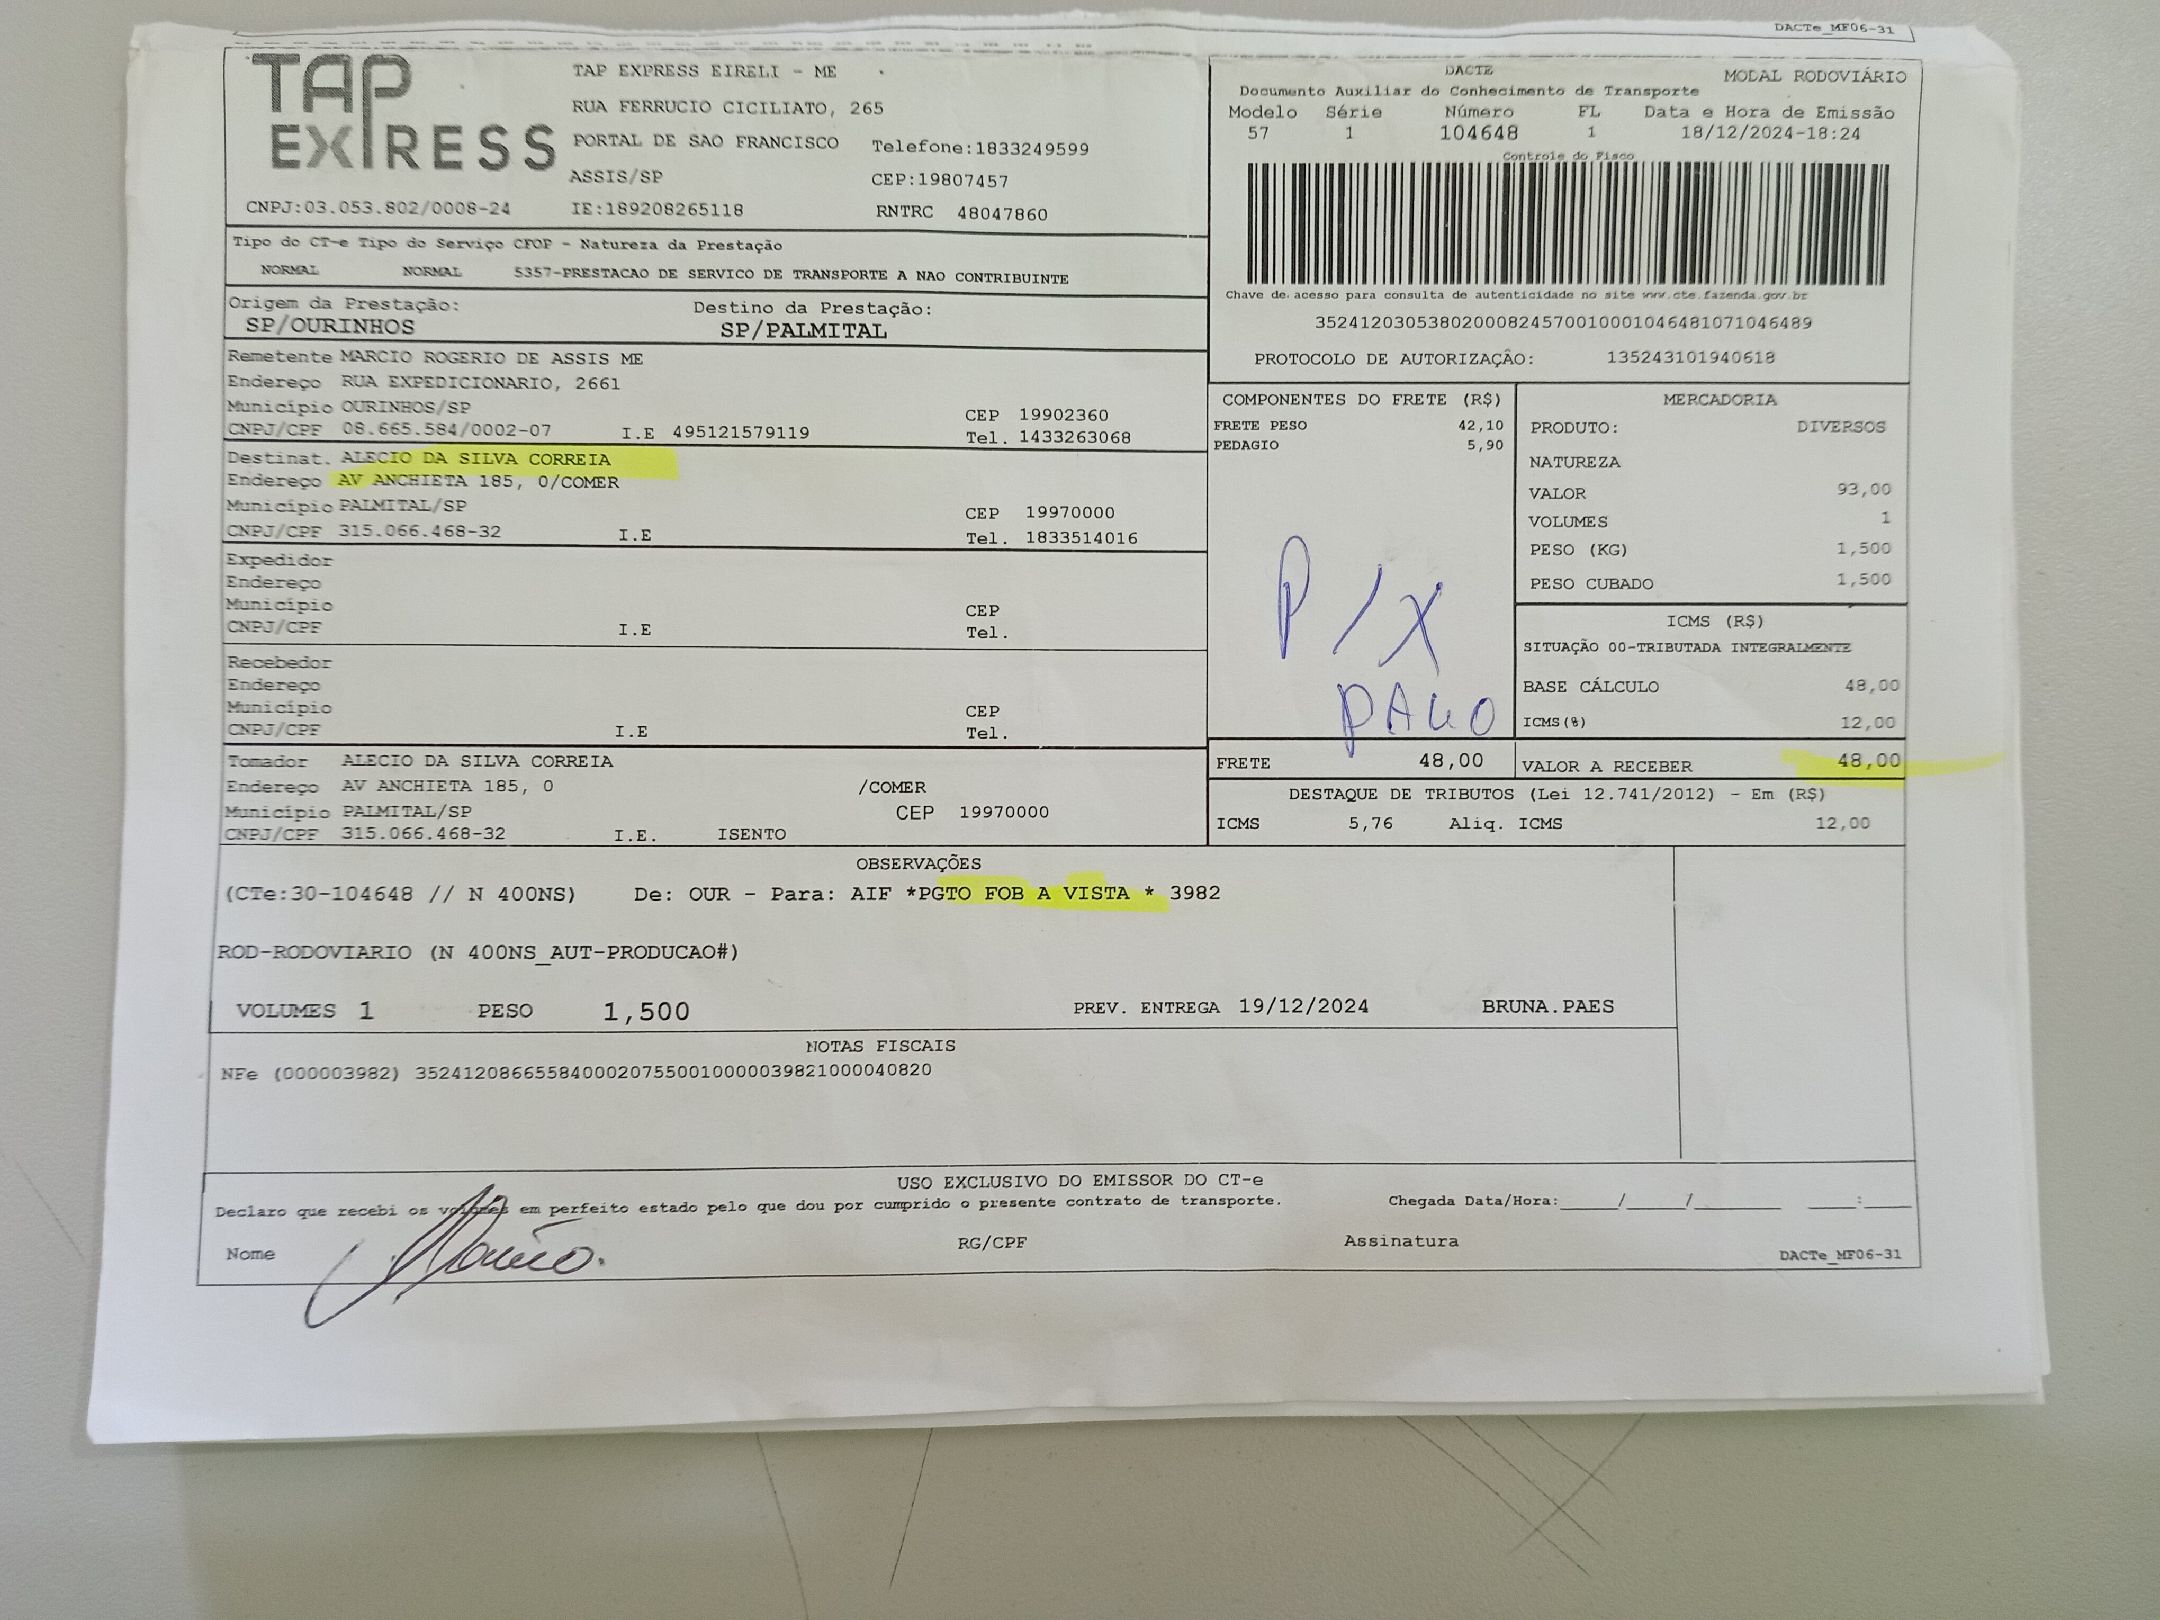 DACTe_MF06-31
TAP EXPRESS
TAP EXPRESS EIRELI - ME
RUA FERRUCIO CICILIATO, 265
PORTAL DE SAO FRANCISCO Telefone:1833249599
ASSIS/SP CEP:19807457
CNPJ:03.053.802/0008-24 IE:189208265118 RNTRC 48047860
DACTE MODAL RODOVIÁRIO
Documento Auxiliar do Conhecimento de Transporte
Modelo Série Número FL Data e Hora de Emissão
57 1 104648 1 18/12/2024-18:24
Controle do Fisco
Chave de acesso para consulta de autenticidade no site www.cte.fazenda.gov.br
35241203053802000824570010001046481071046489
PROTOCOLO DE AUTORIZAÇÃO: 135243101940618
Tipo do CT-e Tipo do Serviço CFOP - Natureza da Prestação
NORMAL NORMAL 5357-PRESTACAO DE SERVICO DE TRANSPORTE A NAO CONTRIBUINTE
Origem da Prestação: Destino da Prestação:
SP/OURINHOS SP/PALMITAL
Remetente MARCIO ROGERIO DE ASSIS ME
Endereço RUA EXPEDICIONARIO, 2661
Município OURINHOS/SP CEP 19902360
CNPJ/CPF 08.665.584/0002-07 I.E 495121579119 Tel. 1433263068
Destinat. ALECIO DA SILVA CORREIA
Endereço AV ANCHIETA 185, 0/COMER
Município PALMITAL/SP CEP 19970000
CNPJ/CPF 315.066.468-32 I.E Tel. 1833514016
Expedidor
Endereço
Município CEP
CNPJ/CPF I.E Tel.
Recebedor
Endereço
Município CEP
CNPJ/CPF I.E Tel.
Tomador ALECIO DA SILVA CORREIA
Endereço AV ANCHIETA 185, 0 /COMER
Município PALMITAL/SP CEP 19970000
CNPJ/CPF 315.066.468-32 I.E. ISENTO
COMPONENTES DO FRETE (R$)
FRETE PESO 42,10
PEDAGIO 5,90
PIX
PAGO
FRETE 48,00
MERCADORIA
PRODUTO: DIVERSOS
NATUREZA
VALOR 93,00
VOLUMES 1
PESO (KG) 1,500
PESO CUBADO 1,500
ICMS (R$)
SITUAÇÃO 00-TRIBUTADA INTEGRALMENTE
BASE CÁLCULO 48,00
ICMS(%) 12,00
VALOR A RECEBER 48,00
DESTAQUE DE TRIBUTOS (Lei 12.741/2012) - Em (R$)
ICMS 5,76 Aliq. ICMS 12,00
OBSERVAÇÕES
(CTe:30-104648 // N 400NS) De: OUR - Para: AIF *PGTO FOB A VISTA * 3982
ROD-RODOVIARIO (N 400NS_AUT-PRODUCAO#)
VOLUMES 1 PESO 1,500 PREV. ENTREGA 19/12/2024 BRUNA.PAES
NOTAS FISCAIS
NFe (000003982) 35241208665584000207550010000039821000040820
USO EXCLUSIVO DO EMISSOR DO CT-e
Declaro que recebi os volumes em perfeito estado pelo que dou por cumprido o presente contrato de transporte. Chegada Data/Hora:____/____/________ ____:____
Nome RG/CPF Assinatura DACTe_MF06-31